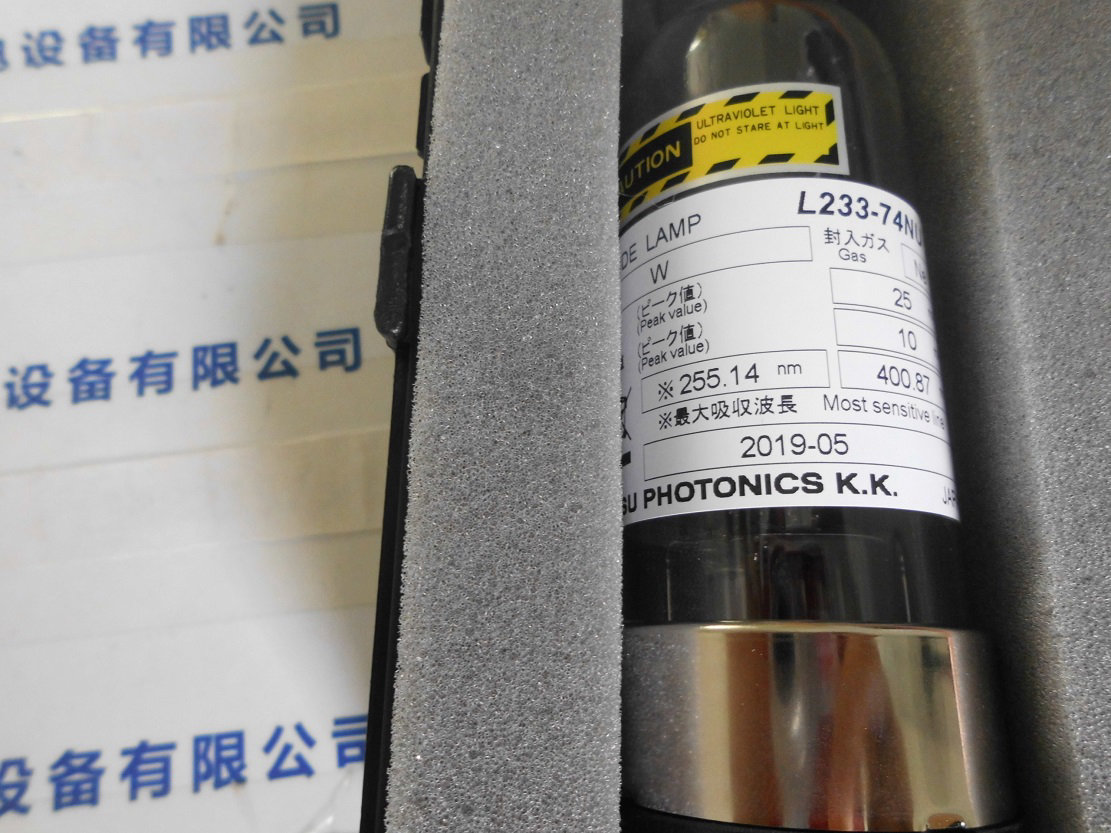 设备有限公司
设备有限公司
设备有限公司
ULTRAVIOLET LIGHT
DO NOT STARE AT LIGHT
L233-74NU
LAMP
W
封入ガス
Gas
(ピーク値)
(Peak value)
25
(ピーク値)
(Peak value)
10
※ 255.14 nm
400.87
※最大吸収波長 Most sensitive
2019-05
PHOTONICS K.K.